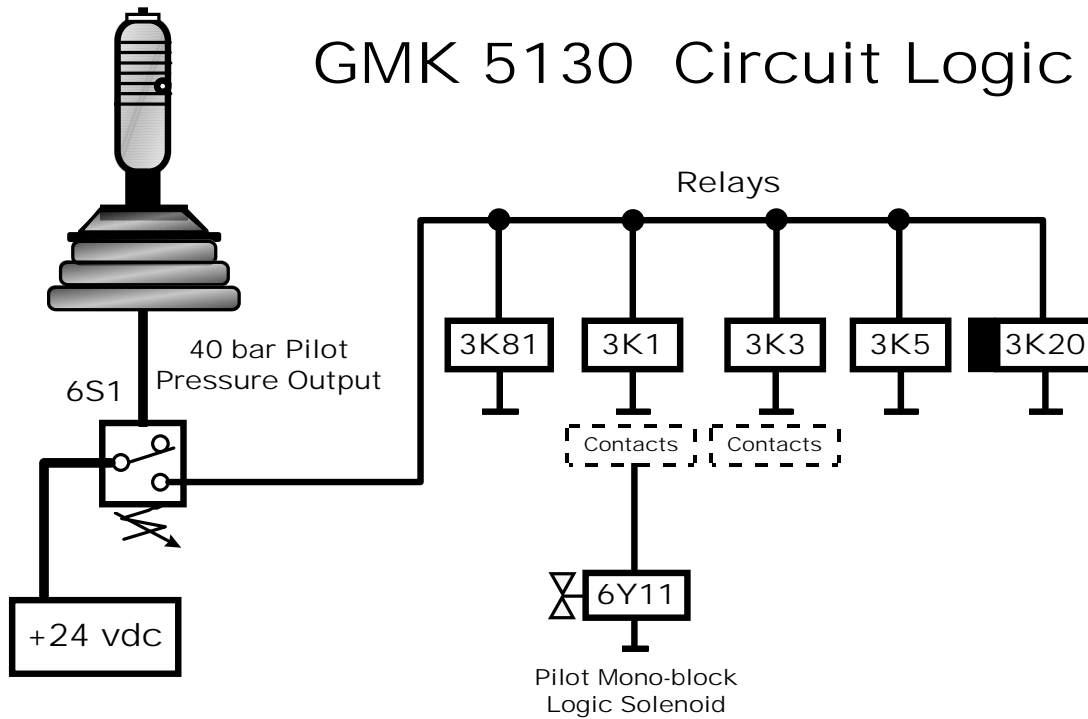 GMK 5130 Circuit Logic
Relays
3K81 3K1 3K3 3K5 3K20
40 bar Pilot
Pressure Output
6S1
Contacts Contacts
6Y11
+24 vdc
Pilot Mono-block
Logic Solenoid